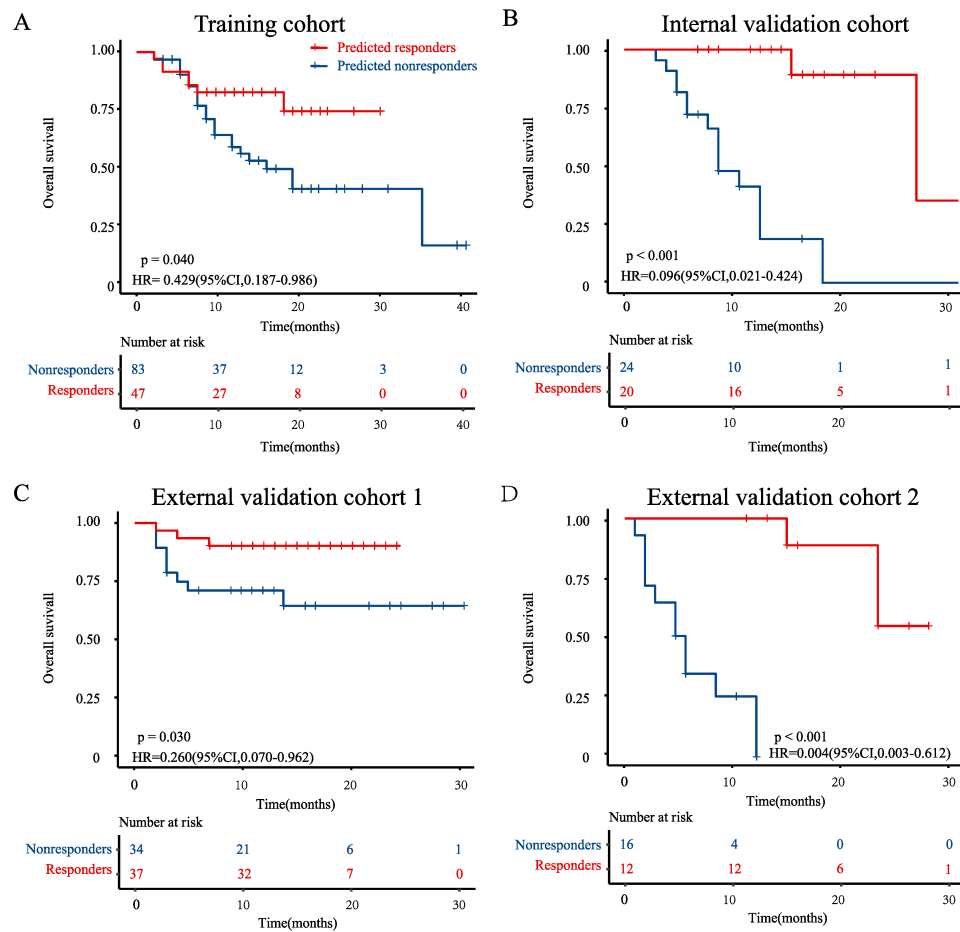 A
Training cohort
1.00
0.75
0.50
0.25
0
Overall suvivall
Predicted responders
Predicted nonresponders
p = 0.040
HR= 0.429(95%CI,0.187-0.986)
0 10 20 30 40
Time(months)
Number at risk
Nonresponders 83 37 12 3 0
Responders 47 27 8 0 0
0 10 20 30 40
Time(months)
B
Internal validation cohort
1.00
0.75
0.50
0.25
0
Overall suvivall
p < 0.001
HR=0.096(95%CI,0.021-0.424)
0 10 20 30
Time(months)
Number at risk
Nonresponders 24 10 1 1
Responders 20 16 5 1
0 10 20 30
Time(months)
C
External validation cohort 1
1.00
0.75
0.50
0.25
0
Overall suvivall
p = 0.030
HR=0.260(95%CI,0.070-0.962)
0 10 20 30
Time(months)
Number at risk
Nonresponders 34 21 6 1
Responders 37 32 7 0
0 10 20 30
Time(months)
D
External validation cohort 2
1.00
0.75
0.50
0.25
0
Overall suvivall
p < 0.001
HR=0.004(95%CI,0.003-0.612)
0 10 20 30
Time(months)
Number at risk
Nonresponders 16 4 0 0
Responders 12 12 6 1
0 10 20 30
Time(months)